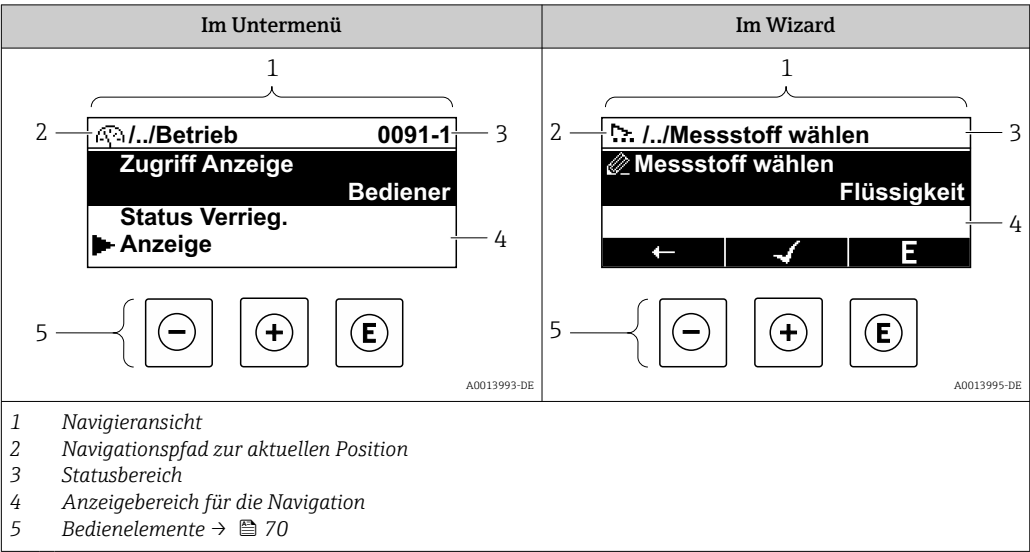 Im Untermenü
Im Wizard
1
2
/../Betrieb 0091-1
3
Zugriff Anzeige
Bediener
Status Verrieg.
Anzeige
4
5
− + E
A0013993-DE
1
2
/../Messstoff wählen
3
Messstoff wählen
Flüssigkeit
4
← ✓ E
5
− + E
A0013995-DE
1 Navigieransicht
2 Navigationspfad zur aktuellen Position
3 Statusbereich
4 Anzeigebereich für die Navigation
5 Bedienelemente → 70